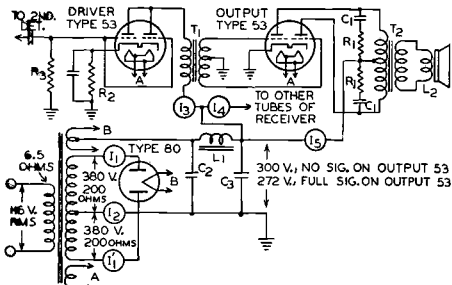 TO 2ND.
DET.
DRIVER
TYPE 53
T1
OUTPUT
TYPE 53
C1
R1
T2
R3
R2
A
A
R1
C1
L2
I3
I4
TO OTHER
TUBES OF
RECEIVER
B
I5
6.5
OHMS
I1
TYPE 80
L1
380 V.
200
OHMS
B
C2
C3
300 V., NO SIG. ON OUTPUT 53
272 V., FULL SIG. ON OUTPUT 53
V.
RMS
I2
380 V.
200 OHMS
I1
A